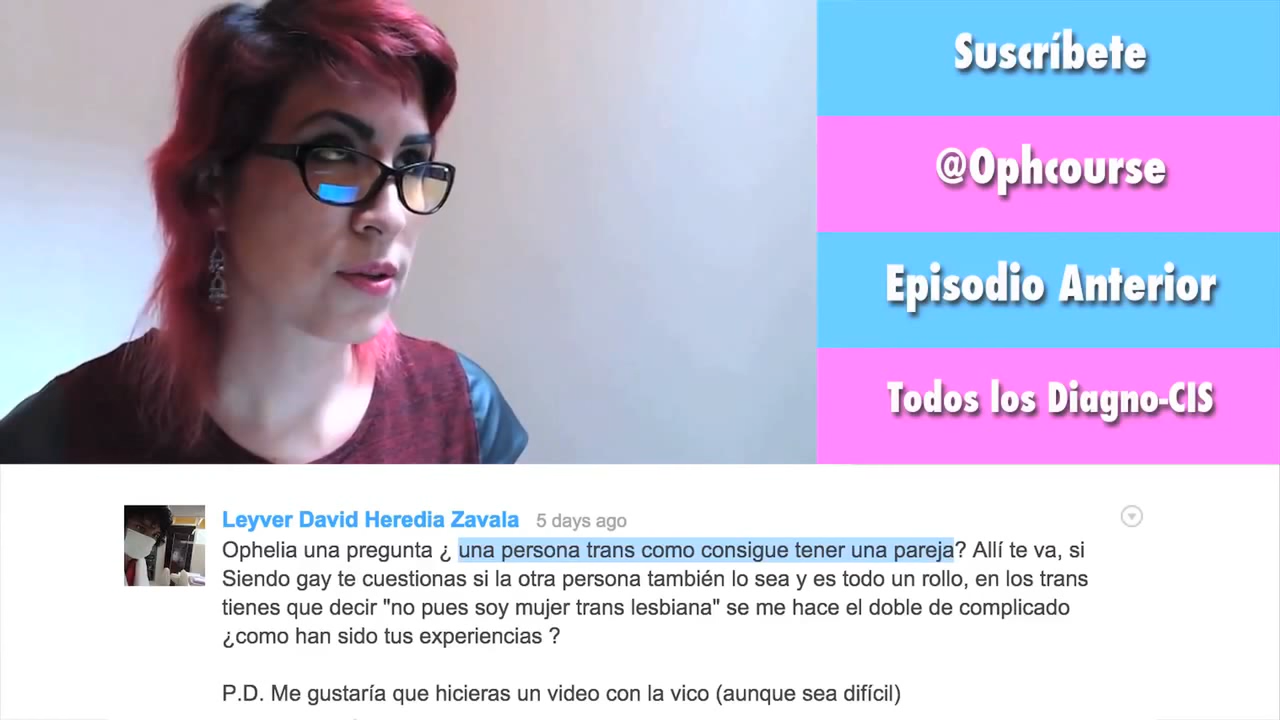 Suscríbete
@Ophcourse
Episodio Anterior
Todos los Diagno-CIS
Leyver David Heredia Zavala 5 days ago
Ophelia una pregunta ¿ una persona trans como consigue tener una pareja? Allí te va, si
Siendo gay te cuestionas si la otra persona también lo sea y es todo un rollo, en los trans
tienes que decir "no pues soy mujer trans lesbiana" se me hace el doble de complicado
¿como han sido tus experiencias ?
P.D. Me gustaría que hicieras un video con la vico (aunque sea difícil)